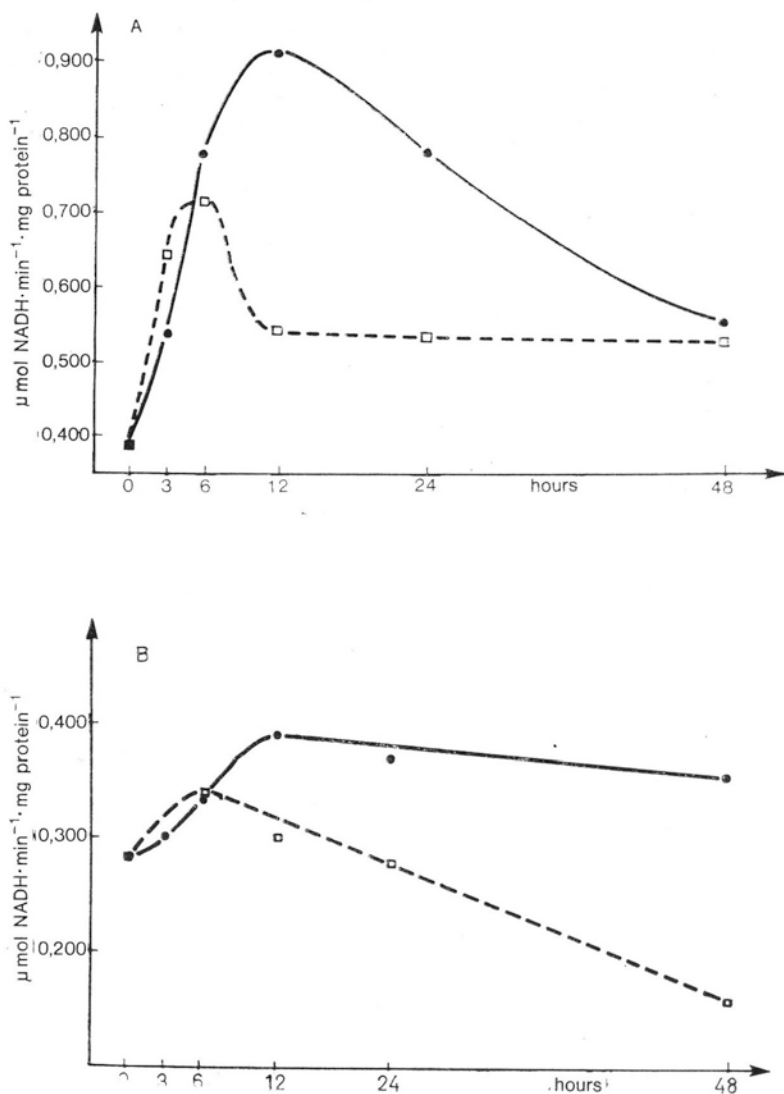 A
μmol NADH·min⁻¹·mg protein⁻¹
0,900
0,800
0,700
0,600
0,500
0,400
0 3 6 12 24 hours 48
B
μmol NADH·min⁻¹·mg protein⁻¹
0,400
0,300
0,200
3 6 12 24 hours 48